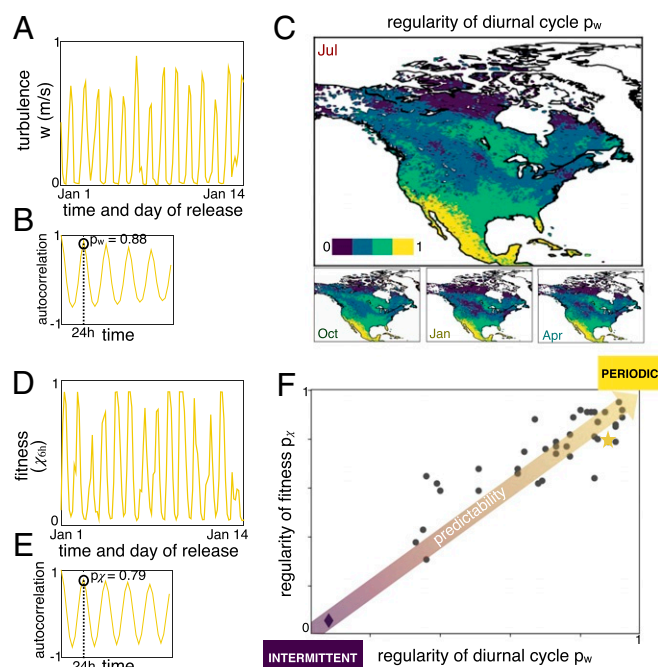 A
1
turbulence
w (m/s)
0
Jan 1
Jan 14
time and day of release
B
1
autocorrelation
pw = 0.88
-1
24h
time
C
regularity of diurnal cycle pw
Jul
0
1
Oct
Jan
Apr
D
1
fitness
(χ6h)
0
Jan 1
Jan 14
time and day of release
E
1
autocorrelation
pχ = 0.79
-1
24h
time
F
PERIODIC
1
regularity of fitness pχ
predictability
0
1
INTERMITTENT
regularity of diurnal cycle pw